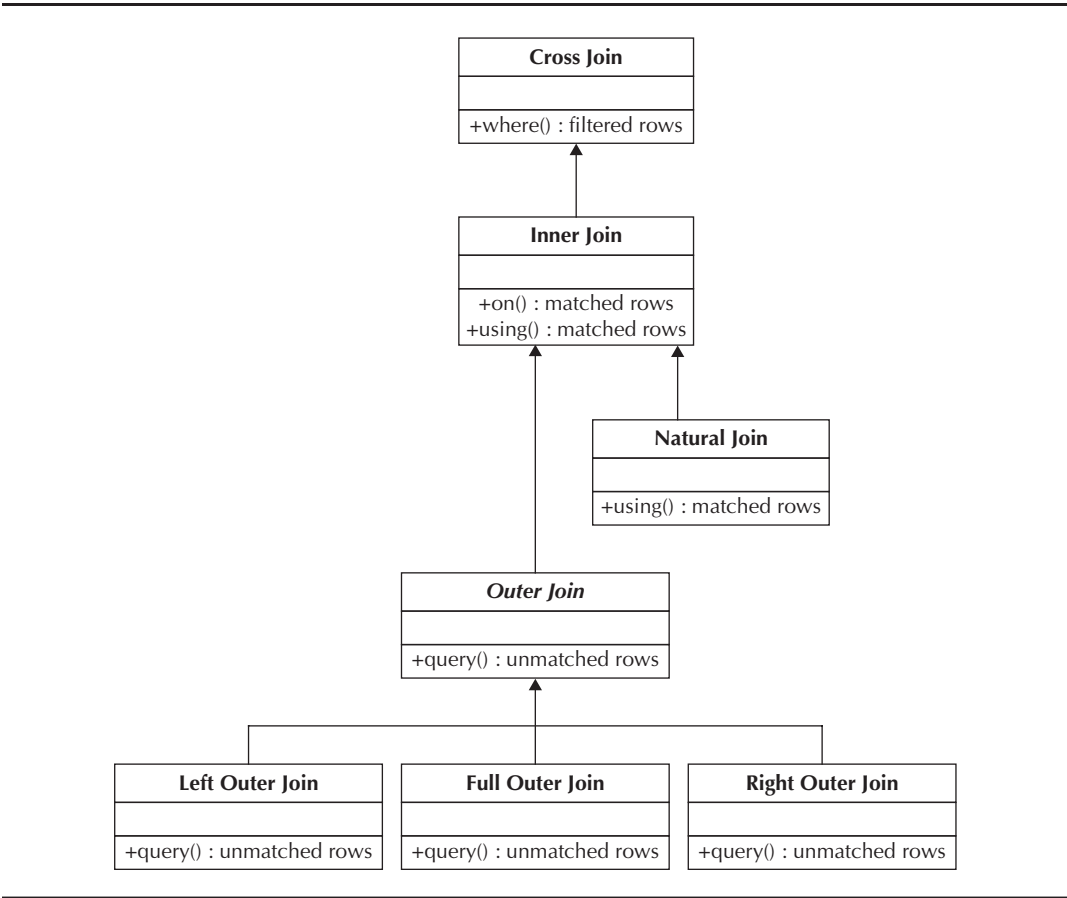 Cross Join
+where() : filtered rows
Inner Join
+on() : matched rows
+using() : matched rows
Natural Join
+using() : matched rows
Outer Join
+query() : unmatched rows
Left Outer Join
+query() : unmatched rows
Full Outer Join
+query() : unmatched rows
Right Outer Join
+query() : unmatched rows